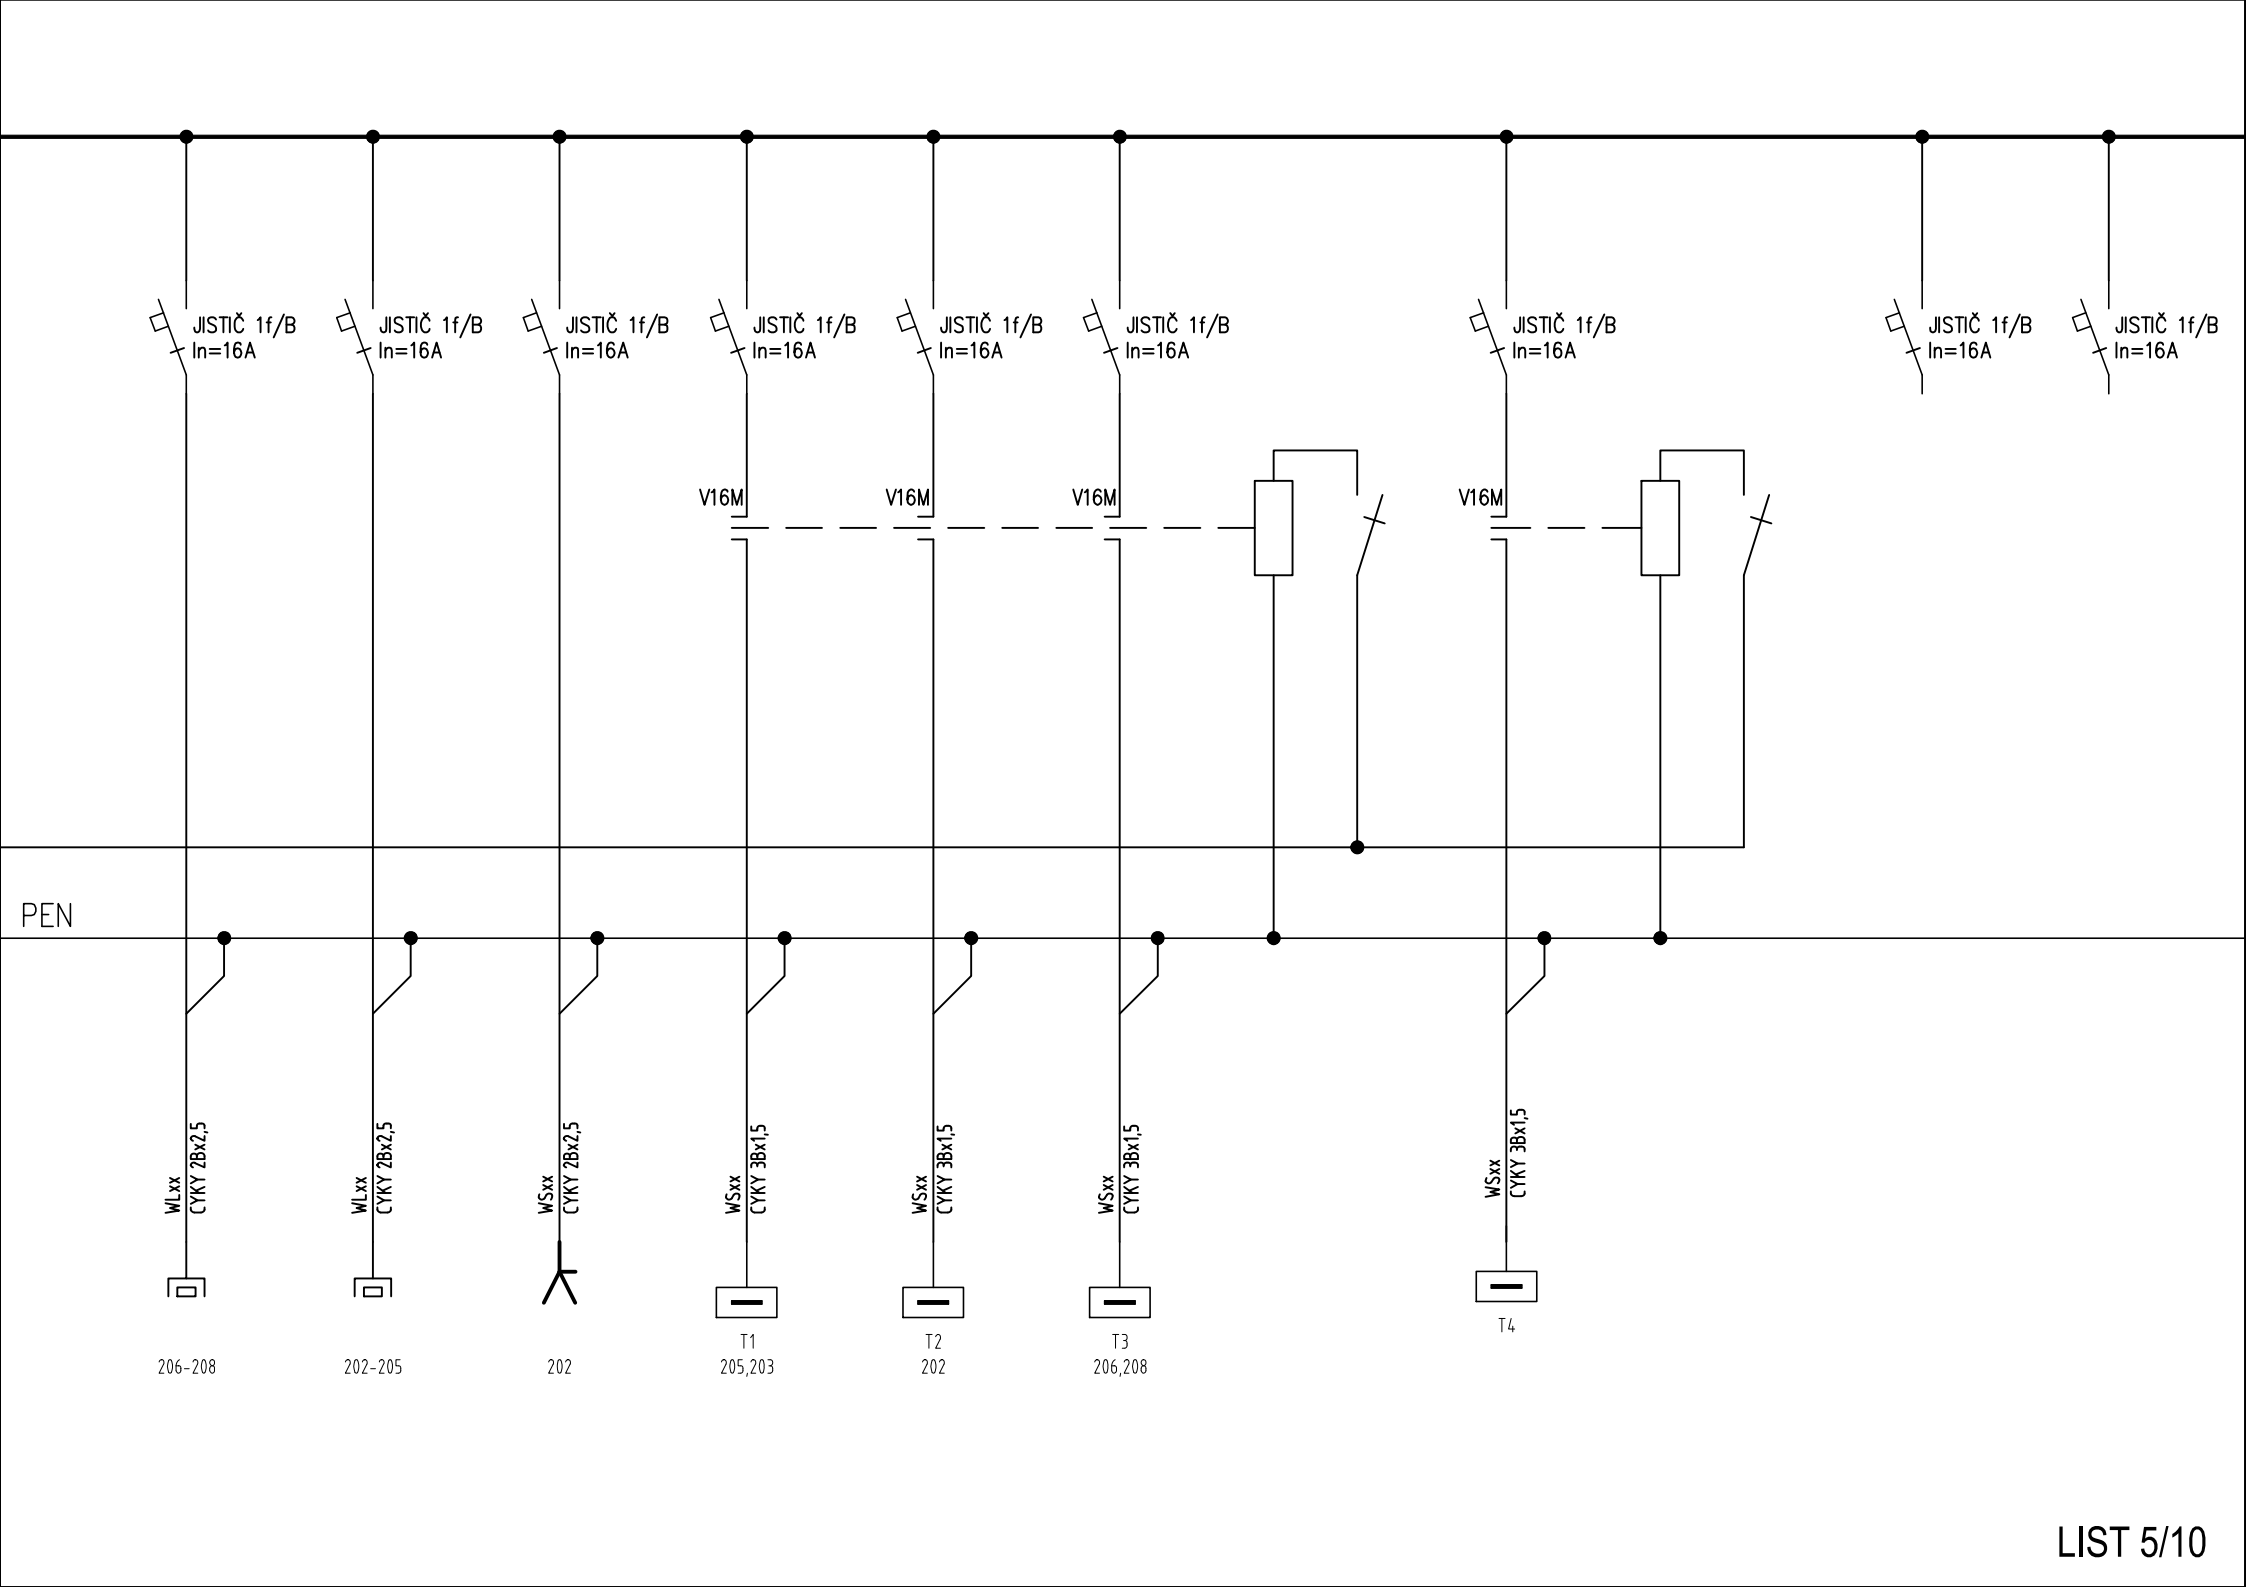 JISTIČ 1f/B
In=16A
JISTIČ 1f/B
In=16A
JISTIČ 1f/B
In=16A
JISTIČ 1f/B
In=16A
JISTIČ 1f/B
In=16A
JISTIČ 1f/B
In=16A
JISTIČ 1f/B
In=16A
JISTIČ 1f/B
In=16A
JISTIČ 1f/B
In=16A
V16M
V16M
V16M
V16M
PEN
WLxx
CYKY 2Bx2,5
WLxx
CYKY 2Bx2,5
WSxx
CYKY 2Bx2,5
WSxx
CYKY 3Bx1,5
WSxx
CYKY 3Bx1,5
WSxx
CYKY 3Bx1,5
WSxx
CYKY 3Bx1,5
206-208
202-205
202
T1
205,203
T2
202
T3
206,208
T4
LIST 5/10